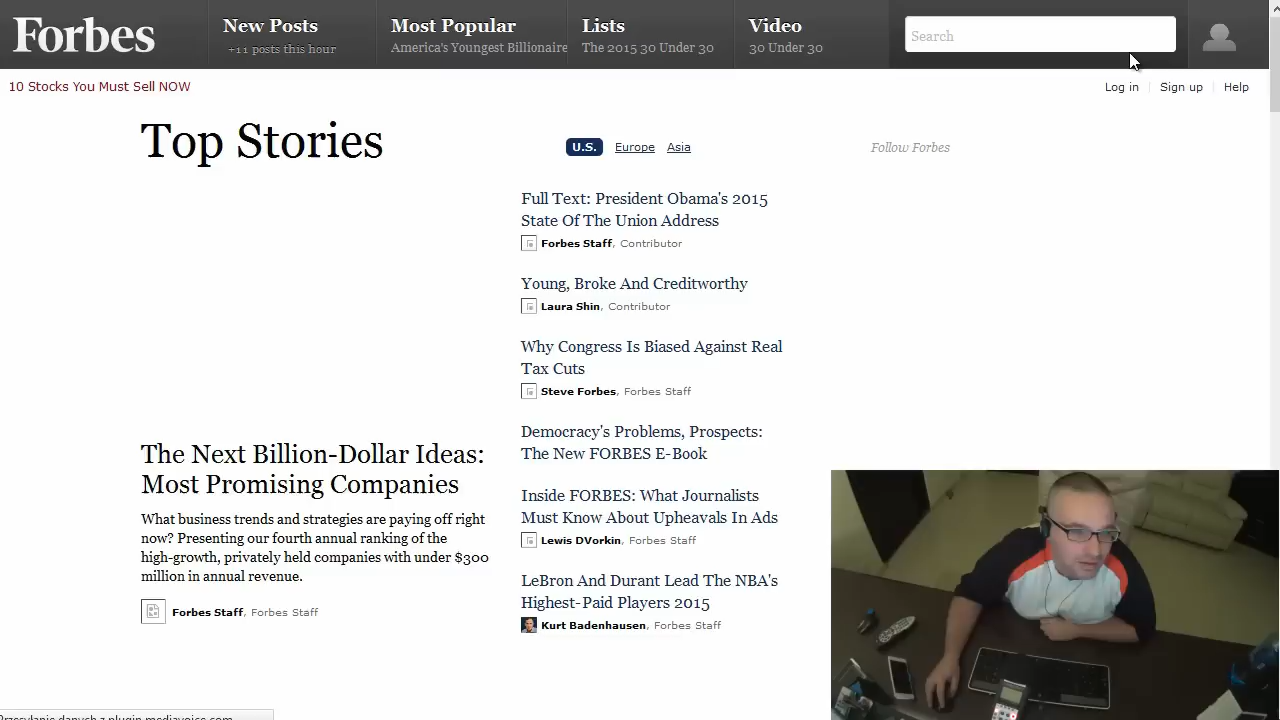 Forbes
New Posts
+11 posts this hour
Most Popular
America's Youngest Billionaire
Lists
The 2015 30 Under 30
Video
30 Under 30
Search
10 Stocks You Must Sell NOW
Log in
Sign up
Help
Top Stories
U.S. Europe Asia
Follow Forbes
Full Text: President Obama's 2015
State Of The Union Address
Forbes Staff, Contributor
Young, Broke And Creditworthy
Laura Shin, Contributor
Why Congress Is Biased Against Real
Tax Cuts
Steve Forbes, Forbes Staff
Democracy's Problems, Prospects:
The New FORBES E-Book
Inside FORBES: What Journalists
Must Know About Upheavals In Ads
Lewis DVorkin, Forbes Staff
LeBron And Durant Lead The NBA's
Highest-Paid Players 2015
Kurt Badenhausen, Forbes Staff
The Next Billion-Dollar Ideas:
Most Promising Companies
What business trends and strategies are paying off right
now? Presenting our fourth annual ranking of the
high-growth, privately held companies with under $300
million in annual revenue.
Forbes Staff, Forbes Staff
Przesyłanie danych z plugin.mediavoice.com